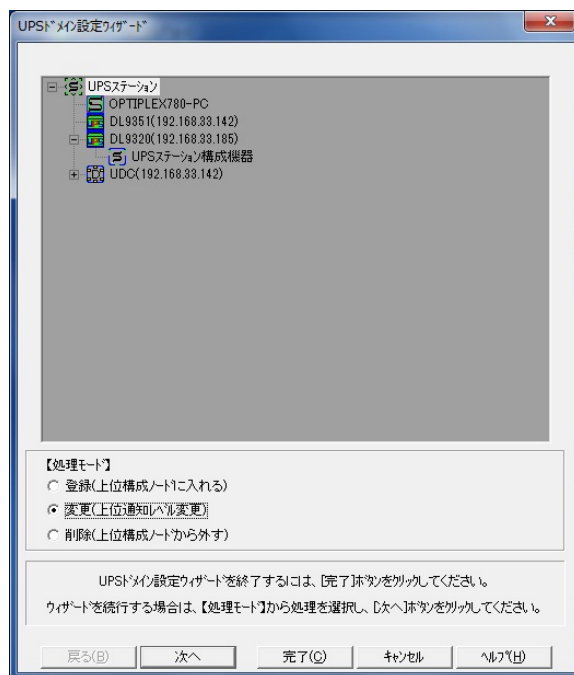 UPSﾄﾞﾒｲﾝ設定ｳｨｻﾞｰﾄﾞ
UPSｽﾃｰｼｮﾝ
OPTIPLEX780-PC
DL9351(192.168.33.142)
DL9320(192.168.33.185)
UPSｽﾃｰｼｮﾝ構成機器
UDC(192.168.33.142)
【処理ﾓｰﾄﾞ】
登録(上位構成ﾉｰﾄﾞに入れる)
変更(上位通知ﾚﾍﾞﾙ変更)
削除(上位構成ﾉｰﾄﾞから外す)
UPSﾄﾞﾒｲﾝ設定ｳｨｻﾞｰﾄﾞを終了するには、[完了]ﾎﾞﾀﾝをｸﾘｯｸしてください。
ｳｨｻﾞｰﾄﾞを続行する場合は、【処理ﾓｰﾄﾞ】から処理を選択し、[次へ]ﾎﾞﾀﾝをｸﾘｯｸしてください。
戻る(B) 次へ 完了(C) ｷｬﾝｾﾙ ﾍﾙﾌﾟ(H)